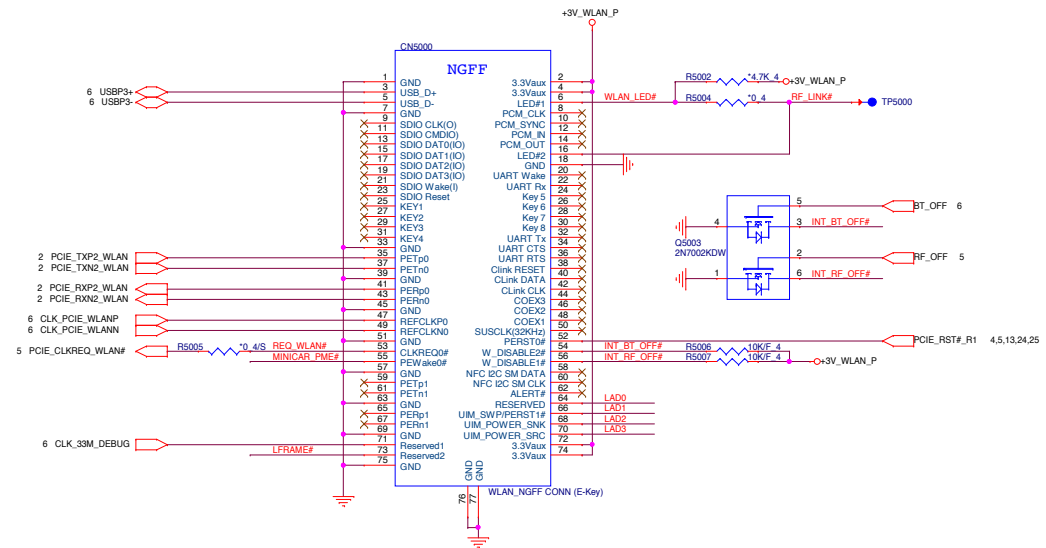 +3V_WLAN_P
CN5000
NGFF
1 GND 3.3Vaux 2
6 USBP3+ 3 USB_D+ 3.3Vaux 4
6 USBP3- 5 USB_D- LED#1 6 WLAN_LED#
R5002 *4.7K_4 +3V_WLAN_P
R5004 *0_4 RF_LINK# TP5000
7 GND PCM_CLK 8
9 SDIO CLK(O) PCM_SYNC 10
11 SDIO CMDIO) PCM_IN 12
13 SDIO DAT0(IO) PCM_OUT 14
15 SDIO DAT1(IO) LED#2 16
17 SDIO DAT2(IO) GND 18
19 SDIO DAT3(IO) UART Wake 20
21 SDIO Wake(I) UART Rx 22
23 SDIO Reset Key 5 24
25 KEY1 Key 6 26
27 KEY2 Key 7 28
29 KEY3 Key 8 30
31 KEY4 UART Tx 32
33 GND UART CTS 34
2 PCIE_TXP2_WLAN 35 PETp0 UART RTS 36
2 PCIE_TXN2_WLAN 37 PETn0 Clink RESET 38
39 GND CLink DATA 40
2 PCIE_RXP2_WLAN 41 PERp0 CLink CLK 42
2 PCIE_RXN2_WLAN 43 PERn0 COEX3 44
45 GND COEX2 46
6 CLK_PCIE_WLANP 47 REFCLKP0 COEX1 48
6 CLK_PCIE_WLANN 49 REFCLKN0 SUSCLK(32KHz) 50
51 GND PERST0# 52 PCIE_RST#_R1 4,5,13,24,25
5 PCIE_CLKREQ_WLAN# R5005 *0_4/S REQ_WLAN# 53 CLKREQ0# W_DISABLE2# 54 INT_BT_OFF# R5006 10K/F_4
MINICAR_PME# 55 PEWake0# W_DISABLE1# 56 INT_RF_OFF# R5007 10K/F_4 +3V_WLAN_P
57 GND NFC I2C SM DATA 58
59 PETp1 NFC I2C SM CLK 60
61 PETn1 ALERT# 62
63 GND RESERVED 64 LAD0
65 PERp1 UIM_SWP/PERST1# 66 LAD1
67 PERn1 UIM_POWER_SNK 68 LAD2
69 GND UIM_POWER_SRC 70 LAD3
6 CLK_33M_DEBUG 71 Reserved1 3.3Vaux 72
LFRAME# 73 Reserved2 3.3Vaux 74
75 GND
GND GND
76 77
WLAN_NGFF CONN (E-Key)
5 BT_OFF 6
4 3 INT_BT_OFF#
Q5003
2N7002KDW
2 RF_OFF 5
1 6 INT_RF_OFF#